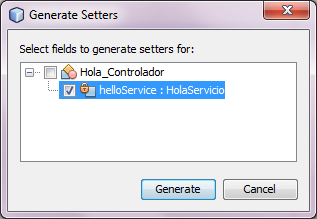 Generate Setters
Select fields to generate setters for:
Hola_Controlador
helloService : HolaServicio
Generate
Cancel